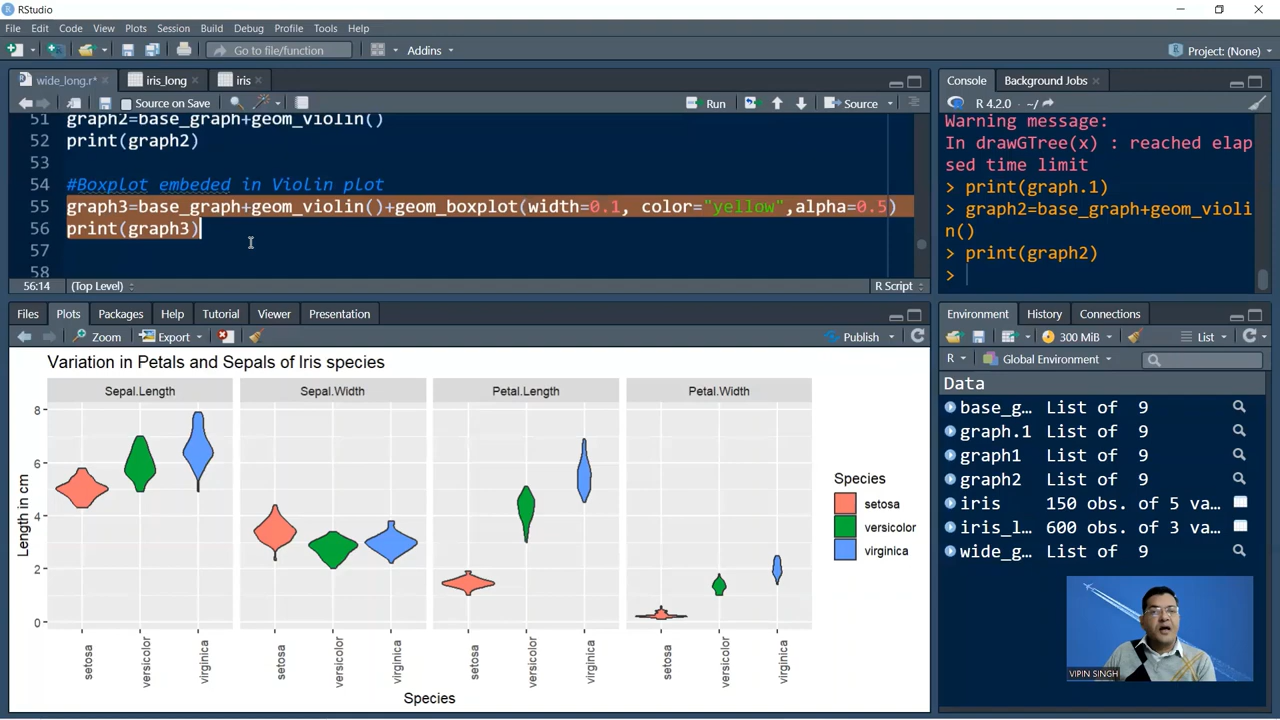 RStudio
File Edit Code View Plots Session Build Debug Profile Tools Help
Go to file/function Addins Project: (None)
wide_long.r* iris_long iris
Source on Save Run Source
51 graph2=base_graph+geom_violin()
52 print(graph2)
53
54 #Boxplot embeded in Violin plot
55 graph3=base_graph+geom_violin()+geom_boxplot(width=0.1, color="yellow",alpha=0.5)
56 print(graph3)
57
58
56:14 (Top Level) R Script
Console Background Jobs
R 4.2.0 · ~/
Warning message:
In drawGTree(x) : reached elap
sed time limit
> print(graph.1)
> graph2=base_graph+geom_violi
n()
> print(graph2)
>
Files Plots Packages Help Tutorial Viewer Presentation
Zoom Export Publish
Variation in Petals and Sepals of Iris species
Sepal.Length Sepal.Width Petal.Length Petal.Width
8
6
4
2
0
Length in cm
setosa versicolor virginica setosa versicolor virginica setosa versicolor virginica setosa versicolor virginica
Species
Species
setosa
versicolor
virginica
Environment History Connections
300 MiB List
R Global Environment
Data
base_g… List of 9
graph.1 List of 9
graph1 List of 9
graph2 List of 9
iris 150 obs. of 5 va…
iris_l… 600 obs. of 3 va…
wide_g… List of 9
VIPIN SINGH